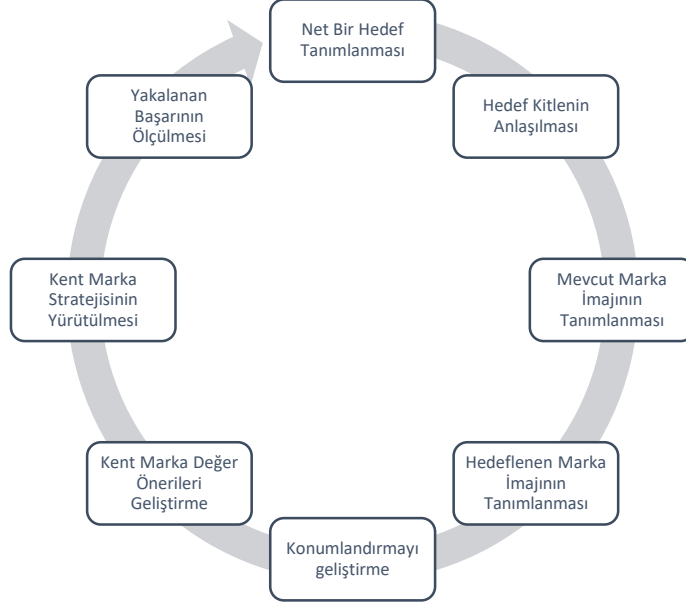 Net Bir Hedef
Tanımlanması
Hedef Kitlenin
Anlaşılması
Mevcut Marka
İmajının
Tanımlanması
Hedeflenen Marka
İmajının
Tanımlanması
Konumlandırmayı
geliştirme
Kent Marka Değer
Önerileri
Geliştirme
Kent Marka
Stratejisinin
Yürütülmesi
Yakalanan
Başarının
Ölçülmesi